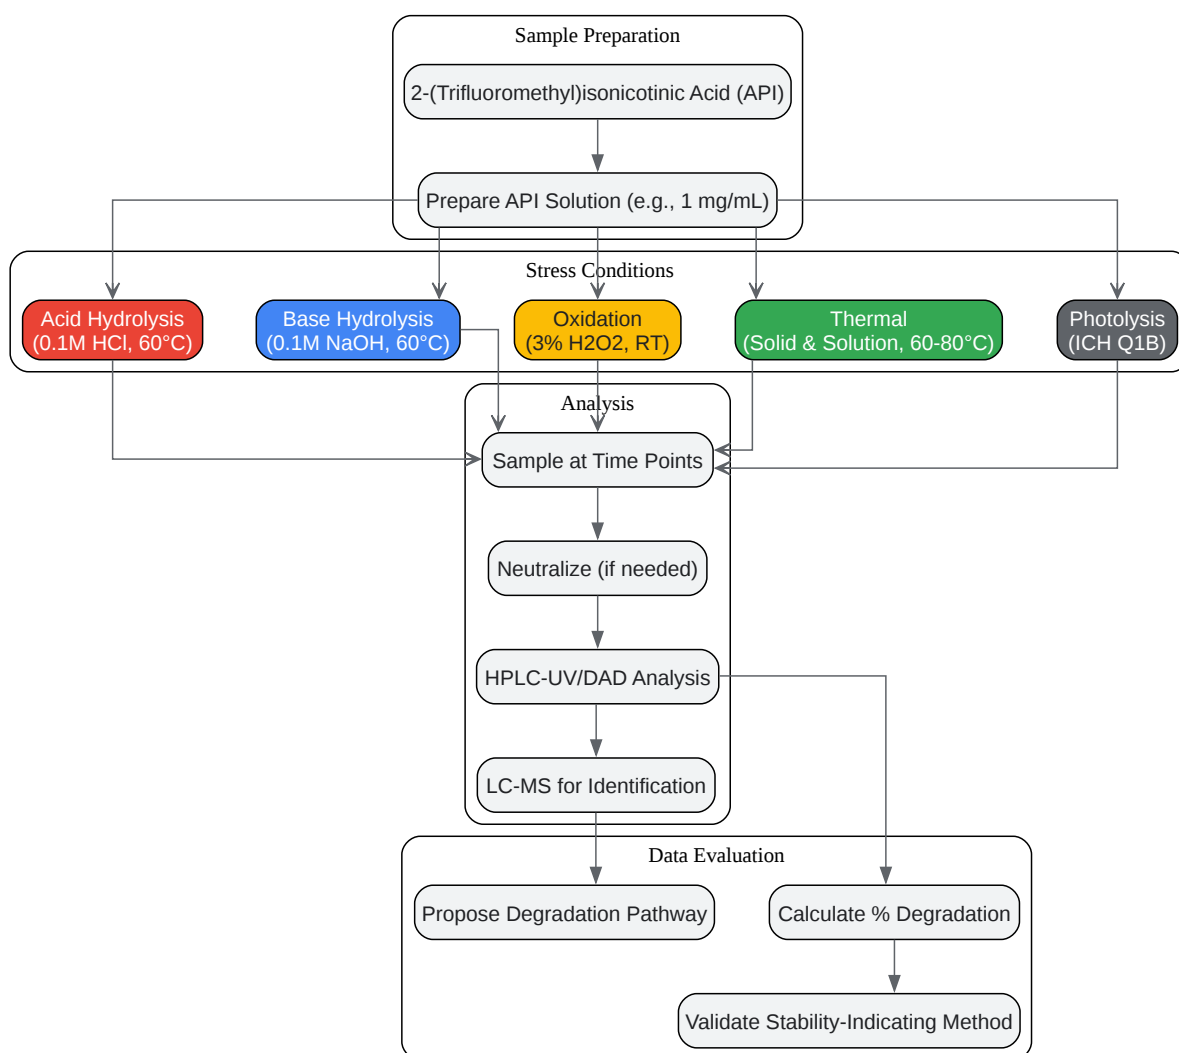 Sample Preparation
2-(Trifluoromethyl)isonicotinic Acid (API)
Prepare API Solution (e.g., 1 mg/mL)
Stress Conditions
Acid Hydrolysis
(0.1M HCl, 60°C)
Base Hydrolysis
(0.1M NaOH, 60°C)
Oxidation
(3% H2O2, RT)
Thermal
(Solid & Solution, 60-80°C)
Photolysis
(ICH Q1B)
Analysis
Sample at Time Points
Neutralize (if needed)
HPLC-UV/DAD Analysis
LC-MS for Identification
Data Evaluation
Propose Degradation Pathway
Calculate % Degradation
Validate Stability-Indicating Method